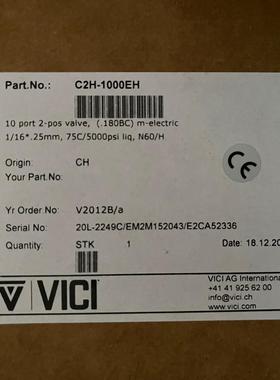 Part.No.: C2H-1000EH
10 port 2-pos valve, (.180BC) m-electric
1/16*.25mm, 75C/5000psi liq, N60/H
Origin: CH
Your Part.No.:
CE
Yr Order No: V2012B/a
Serial No: 20L-2249C/EM2M152043/E2CA52336
Quantity: STK 1 Date: 18.12.20
VICI
VICI AG International
+41 41 925 62 00
info@vici.ch
www.vici.com